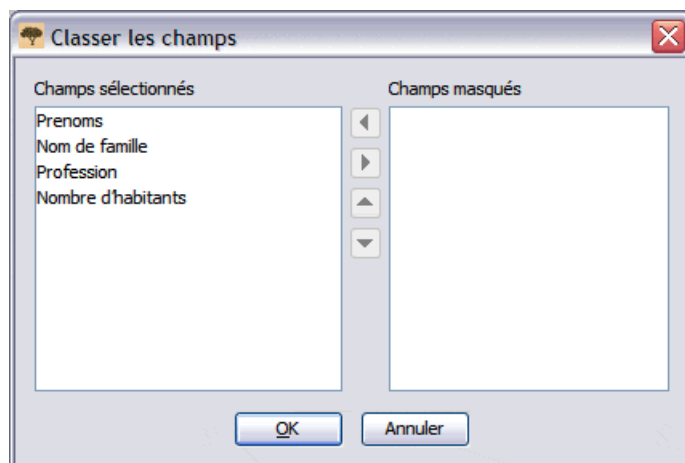 Classer les champs
Champs sélectionnés
Champs masqués
Prenoms
Nom de famille
Profession
Nombre d'habitants
OK
Annuler